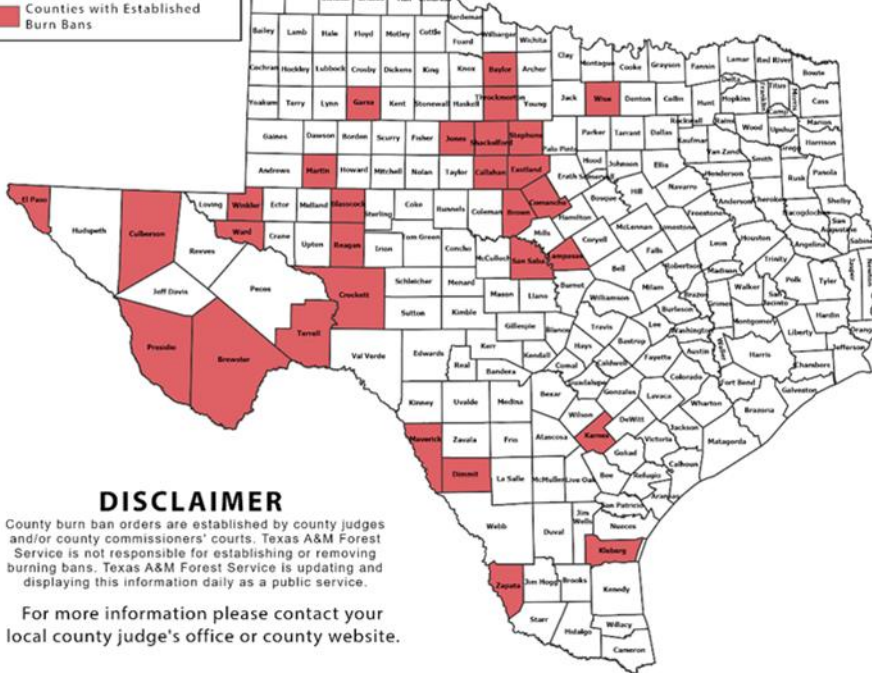 Counties with Established
Burn Bans
Hardeman
Bailey Lamb Hale Floyd Motley Cottle Foard Wilbarger Wichita
Clay Montague Cooke Grayson Fannin Lamar Red River Bowie
Cochran Hockley Lubbock Crosby Dickens King Knox Baylor Archer
Delta Titus Franklin Morris Camp
Yoakum Terry Lynn Garza Kent Stonewall Haskell Throckmorton Young Jack Wise Denton Collin Hunt Hopkins Cass
Rockwall Rains Wood Upshur Marion
Gaines Dawson Borden Scurry Fisher Jones Shackelford Stephens Palo Pinto Parker Tarrant Dallas Kaufman Van Zandt Smith Gregg Harrison
Andrews Martin Howard Mitchell Nolan Taylor Callahan Eastland Erath Somervell Hood Johnson Ellis Henderson Rusk Panola
El Paso Hudspeth Culberson Loving Winkler Ector Midland Glasscock Sterling Coke Runnels Coleman Brown Comanche Hamilton Bosque Hill Navarro Freestone Anderson Cherokee Nacogdoches Shelby
San Augustine Sabine
Reeves Ward Crane Upton Reagan Irion Tom Green Concho McCulloch San Saba Mills Lampasas Coryell McLennan Limestone Falls Leon Houston Angelina
Trinity Jasper Newton
Jeff Davis Pecos Crockett Schleicher Menard Mason Llano Burnet Bell Milam Robertson Madison Walker Polk Tyler
San Jacinto Hardin Orange
Presidio Brewster Terrell Sutton Kimble Gillespie Blanco Williamson Travis Lee Burleson Brazos Grimes Washington Montgomery Liberty
Waller Jefferson
Val Verde Edwards Kerr Real Bandera Kendall Comal Hays Caldwell Bastrop Fayette Austin Harris Chambers
Guadalupe Gonzales Colorado Fort Bend Galveston
Kinney Uvalde Medina Bexar Wilson Lavaca Wharton Brazoria
DeWitt Jackson Matagorda
Maverick Zavala Frio Atascosa Karnes Goliad Victoria Calhoun
Dimmit La Salle McMullen Live Oak Bee Refugio Aransas
San Patricio
Webb Duval Jim Wells Nueces
Kleberg
Zapata Jim Hogg Brooks Kenedy
Starr Hidalgo Willacy
Cameron
DISCLAIMER
County burn ban orders are established by county judges
and/or county commissioners' courts. Texas A&M Forest
Service is not responsible for establishing or removing
burning bans. Texas A&M Forest Service is updating and
displaying this information daily as a public service.
For more information please contact your
local county judge's office or county website.